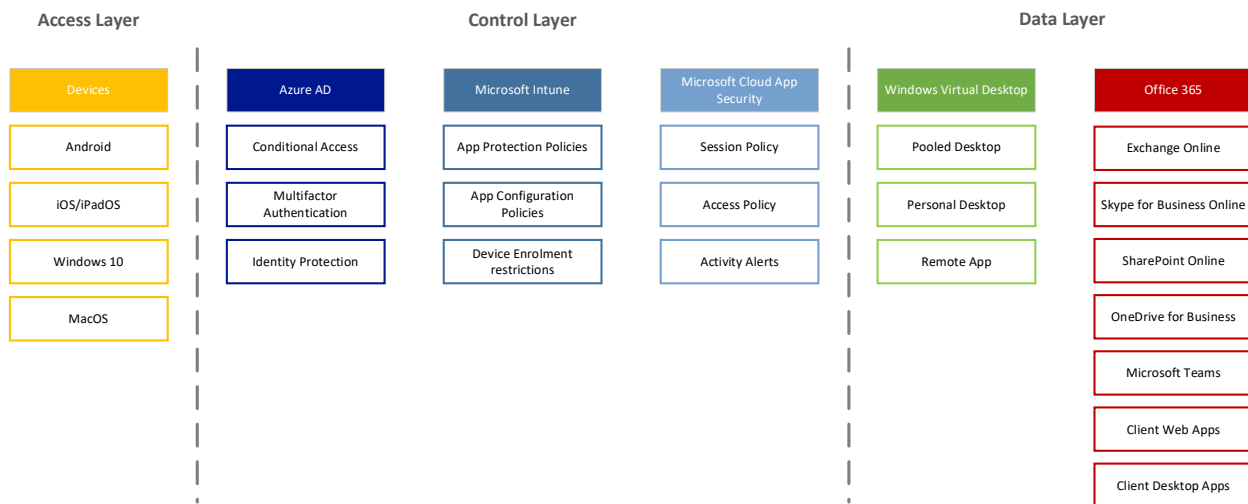 Access Layer
Control Layer
Data Layer
Devices
Android
iOS/iPadOS
Windows 10
MacOS
Azure AD
Conditional Access
Multifactor
Authentication
Identity Protection
Microsoft Intune
App Protection Policies
App Configuration
Policies
Device Enrolment
restrictions
Microsoft Cloud App
Security
Session Policy
Access Policy
Activity Alerts
Windows Virtual Desktop
Pooled Desktop
Personal Desktop
Remote App
Office 365
Exchange Online
Skype for Business Online
SharePoint Online
OneDrive for Business
Microsoft Teams
Client Web Apps
Client Desktop Apps